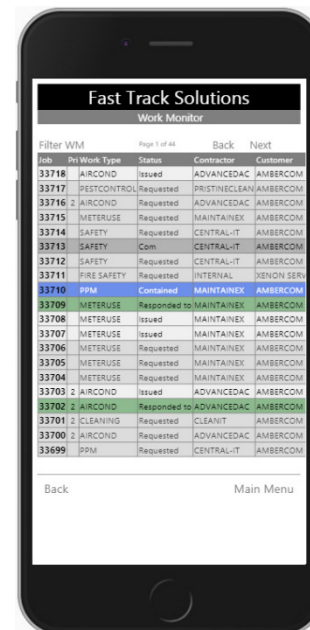 Fast Track Solutions
Work Monitor
Filter WM Page 1 of 44 Back Next
Job Pri Work Type Status Contractor Customer
33718 AIRCOND Issued ADVANCEDAC AMBERCOM
33717 PESTCONTROL Requested PRISTINECLEAN AMBERCOM
33716 2 AIRCOND Requested ADVANCEDAC AMBERCOM
33715 METERUSE Requested MAINTAINEX AMBERCOM
33714 SAFETY Requested CENTRAL-IT AMBERCOM
33713 SAFETY Com CENTRAL-IT AMBERCOM
33712 SAFETY Requested CENTRAL-IT AMBERCOM
33711 FIRE SAFETY Requested INTERNAL XENON SERV
33710 PPM Contained MAINTAINEX AMBERCOM
33709 METERUSE Responded to MAINTAINEX AMBERCOM
33708 METERUSE Issued MAINTAINEX AMBERCOM
33707 METERUSE Issued MAINTAINEX AMBERCOM
33706 METERUSE Requested MAINTAINEX AMBERCOM
33705 METERUSE Requested MAINTAINEX AMBERCOM
33704 METERUSE Requested MAINTAINEX AMBERCOM
33703 2 AIRCOND Issued ADVANCEDAC AMBERCOM
33702 2 AIRCOND Responded to ADVANCEDAC AMBERCOM
33701 2 CLEANING Requested CLEANIT AMBERCOM
33700 2 AIRCOND Requested ADVANCEDAC AMBERCOM
33699 PPM Requested CENTRAL-IT AMBERCOM
Back Main Menu